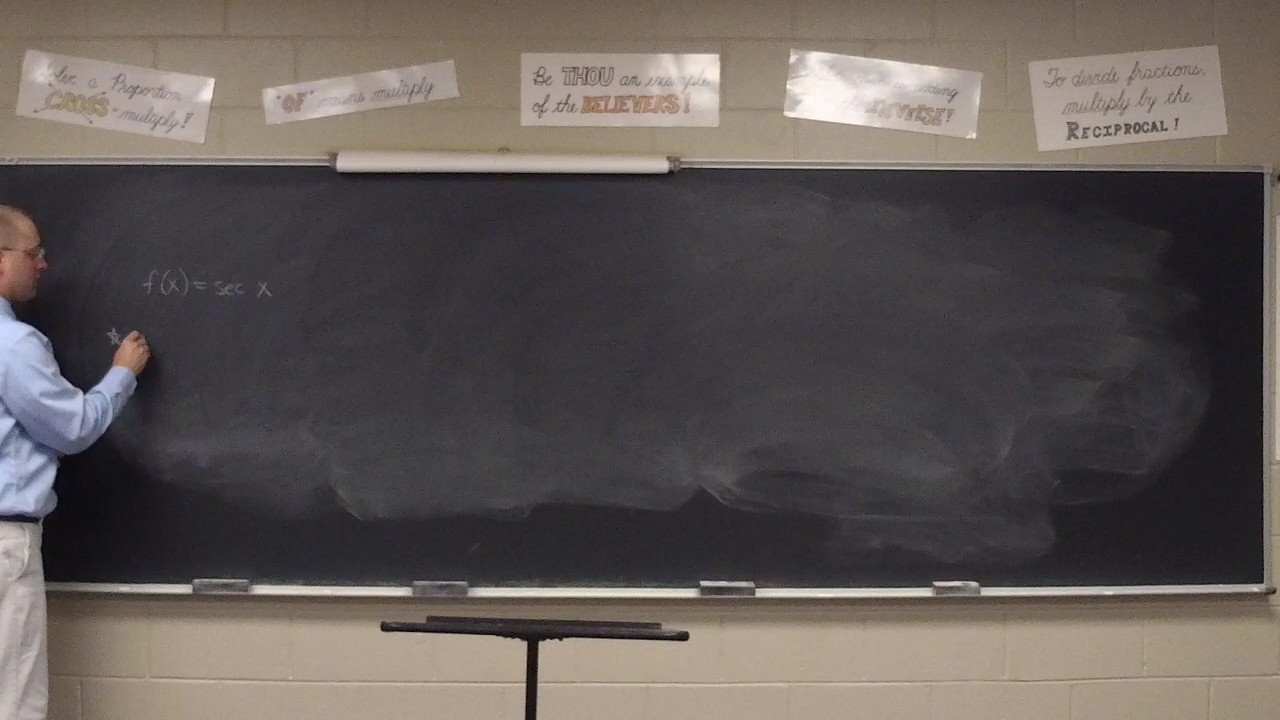 a Proportion,
"CROSS" multiply!
"OF" means multiply
Be THOU an example
of the BELIEVERS!
REVERSE!
To divide fractions,
multiply by the
RECIPROCAL!
f(x) = sec x
☆